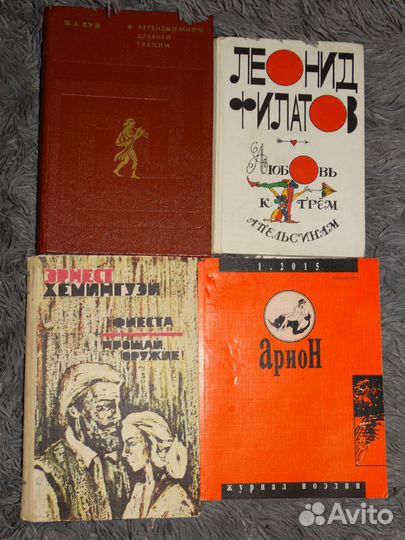 Н. А. КУН
ЛЕГЕНДЫ И МИФЫ
ДРЕВНЕЙ
ГРЕЦИИ
ЛЕОНИД
ФИЛАТОВ
ЛЮБОВЬ
К ТРЁМ
АПЕЛЬСИНАМ
ЭРНЕСТ
ХЕМИНГУЭЙ
ФИЕСТА
ПРОЩАЙ,
ОРУЖИЕ!
1.2015
арион
журнал поэзии
Avito